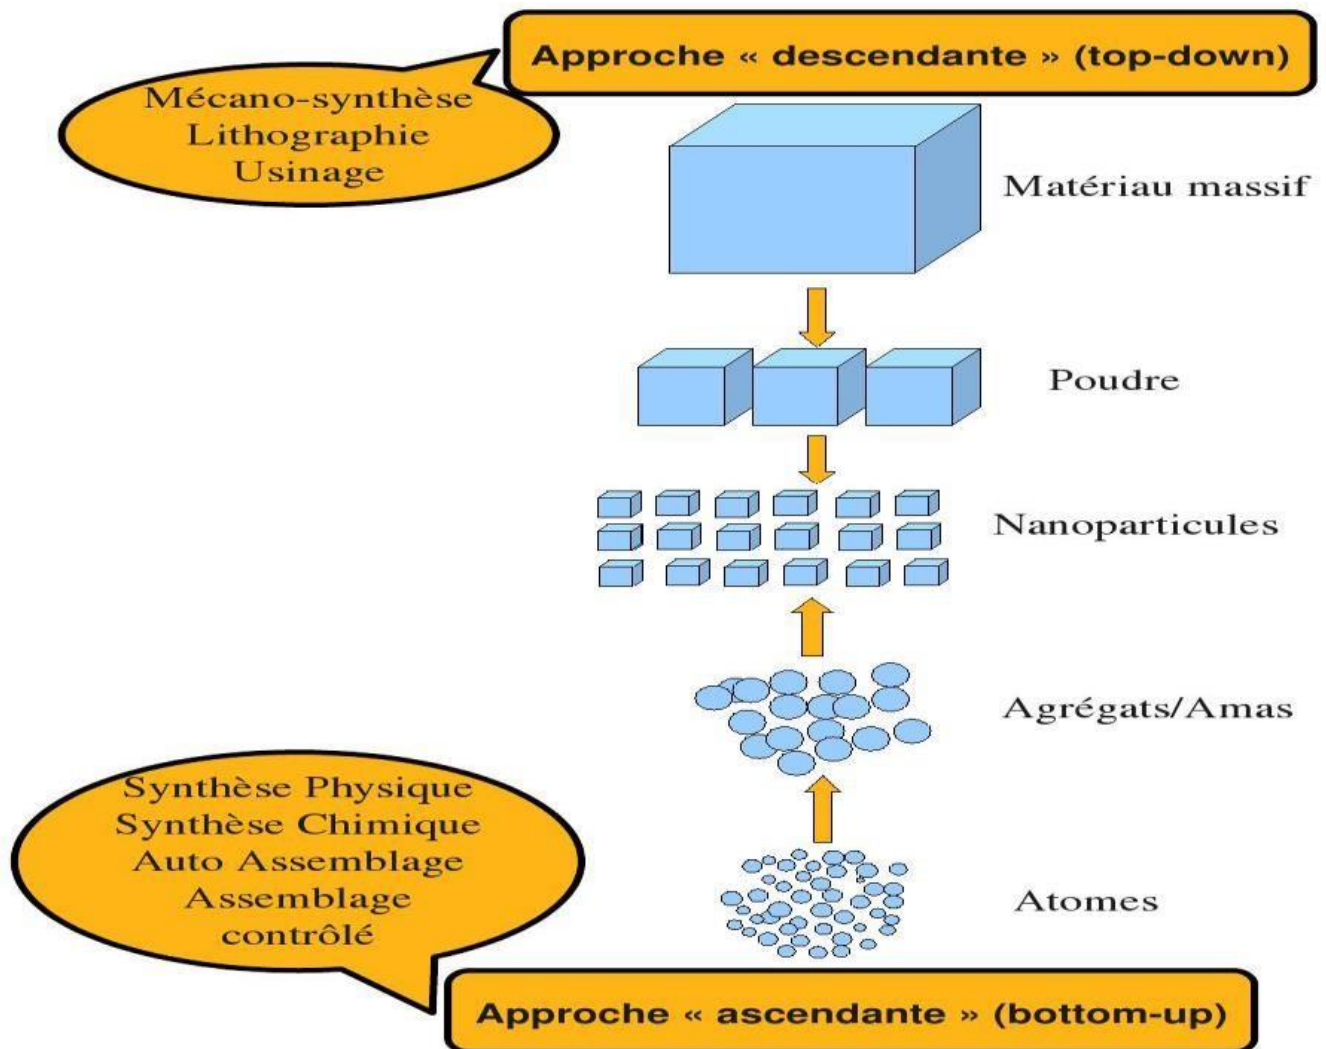 Approche « descendante » (top-down)
Mécano-synthèse
Lithographie
Usinage
Matériau massif
Poudre
Nanoparticules
Agrégats/Amas
Synthèse Physique
Synthèse Chimique
Auto Assemblage
Assemblage
contrôlé
Atomes
Approche « ascendante » (bottom-up)